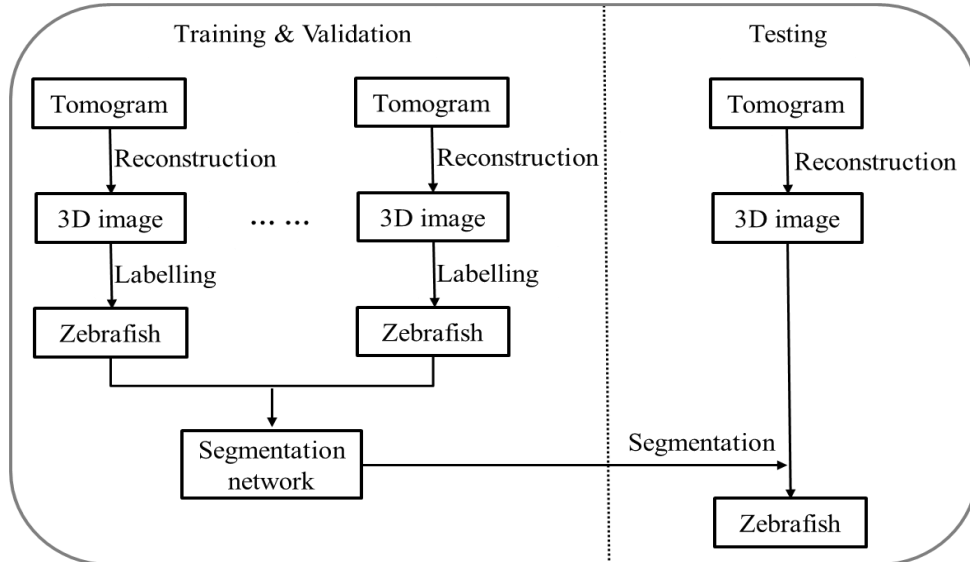 Training & Validation
Testing
Tomogram
Tomogram
Tomogram
Reconstruction
Reconstruction
Reconstruction
3D image
... ...
3D image
3D image
Labelling
Labelling
Zebrafish
Zebrafish
Segmentation
network
Segmentation
Zebrafish